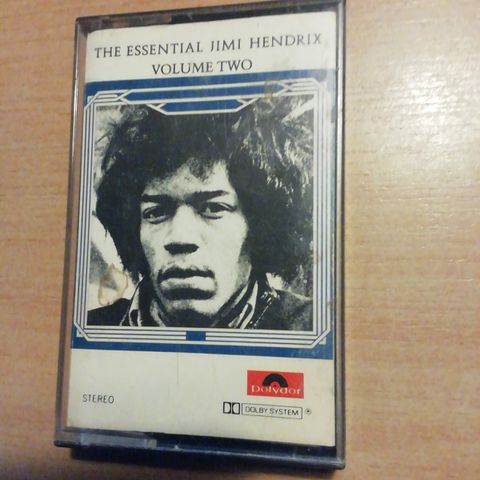 THE ESSENTIAL JIMI HENDRIX
VOLUME TWO
polydor
STEREO
DOLBY SYSTEM ®